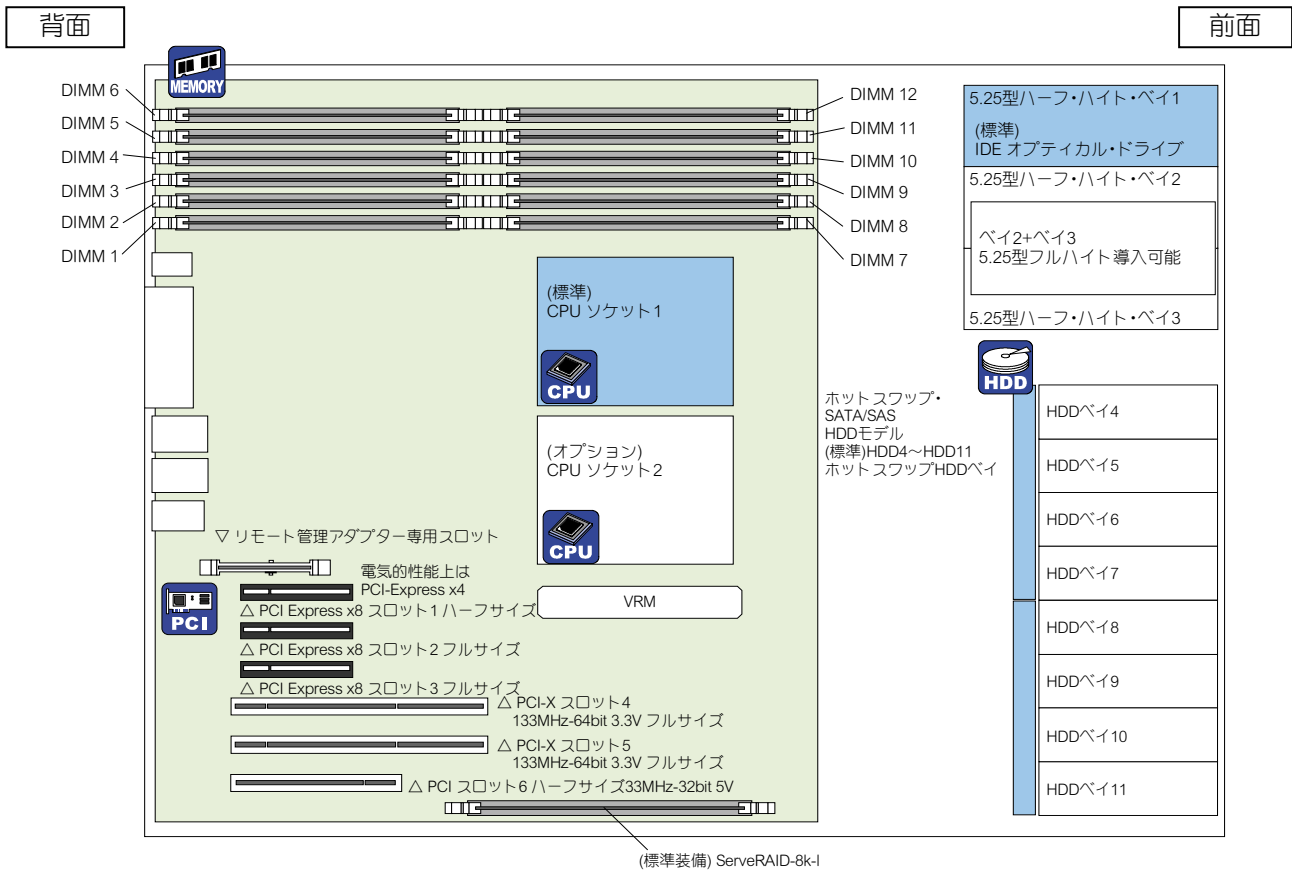 背面
前面
MEMORY
DIMM 6
DIMM 5
DIMM 4
DIMM 3
DIMM 2
DIMM 1
DIMM 12
DIMM 11
DIMM 10
DIMM 9
DIMM 8
DIMM 7
5.25型ハーフ・ハイト・ベイ1
(標準)
IDE オプティカル・ドライブ
5.25型ハーフ・ハイト・ベイ2
ベイ2+ベイ3
5.25型フルハイト導入可能
5.25型ハーフ・ハイト・ベイ3
(標準)
CPU ソケット1
CPU
(オプション)
CPU ソケット2
CPU
VRM
HDD
ホットスワップ・
SATA/SAS
HDDモデル
(標準)HDD4～HDD11
ホットスワップHDDベイ
HDDベイ4
HDDベイ5
HDDベイ6
HDDベイ7
HDDベイ8
HDDベイ9
HDDベイ10
HDDベイ11
▽ リモート管理アダプター専用スロット
電気的性能上は
PCI-Express x4
PCI
△ PCI Express x8 スロット1 ハーフサイズ
△ PCI Express x8 スロット2 フルサイズ
△ PCI Express x8 スロット3 フルサイズ
△ PCI-X スロット4
133MHz-64bit 3.3V フルサイズ
△ PCI-X スロット5
133MHz-64bit 3.3V フルサイズ
△ PCI スロット6 ハーフサイズ33MHz-32bit 5V
(標準装備) ServeRAID-8k-l